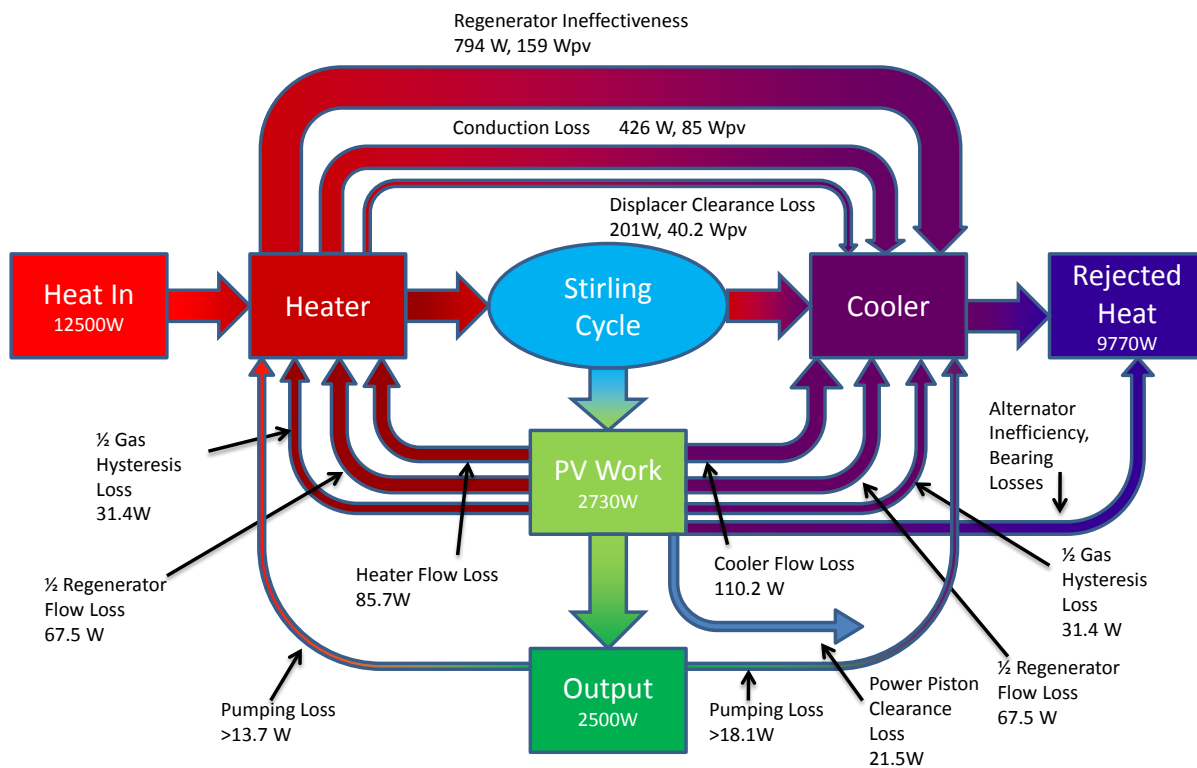 Regenerator Ineffectiveness
794 W, 159 Wpv
Conduction Loss 426 W, 85 Wpv
Displacer Clearance Loss
201W, 40.2 Wpv
Heat In
12500W
Heater
Stirling
Cycle
Cooler
Rejected
Heat
9770W
½ Gas
Hysteresis
Loss
31.4W
PV Work
2730W
Alternator
Inefficiency,
Bearing
Losses
½ Regenerator
Flow Loss
67.5 W
Heater Flow Loss
85.7W
Cooler Flow Loss
110.2 W
½ Gas
Hysteresis
Loss
31.4 W
Output
2500W
Pumping Loss
>13.7 W
Pumping Loss
>18.1W
Power Piston
Clearance
Loss
21.5W
½ Regenerator
Flow Loss
67.5 W